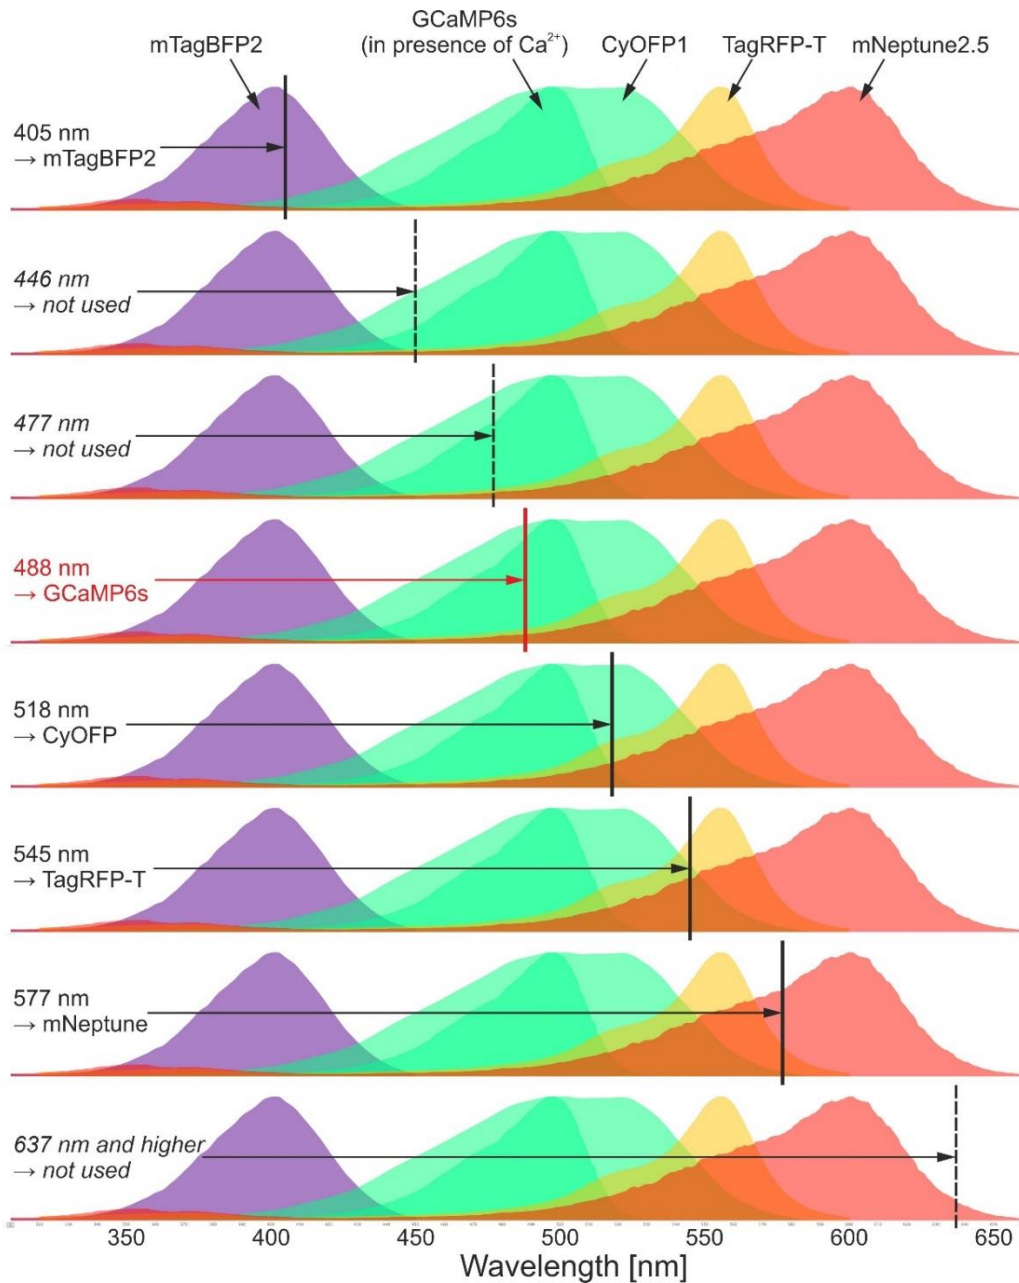 GCaMP6s
mTagBFP2
(in presence of Ca²⁺)
CyOFP1
TagRFP-T
mNeptune2.5
405 nm
→ mTagBFP2
446 nm
→ not used
477 nm
→ not used
488 nm
→ GCaMP6s
518 nm
→ CyOFP
545 nm
→ TagRFP-T
577 nm
→ mNeptune
637 nm and higher
→ not used
350 400 450 500 550 600 650
Wavelength [nm]